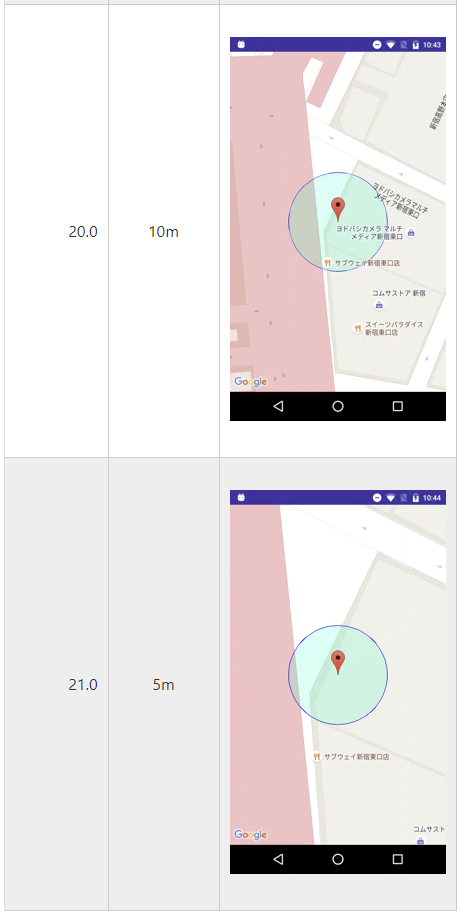 20.0
10m
10:43
新宿高野本
ヨドバシカメラマルチ
メディア新宿東口
ヨドバシカメラ マルチ
メディア新宿東口
サブウェイ新宿東口店
コムサストア 新宿
スイーツパラダイス
新宿東口店
Google
21.0
5m
10:44
サブウェイ新宿東口店
コムサスト
Google